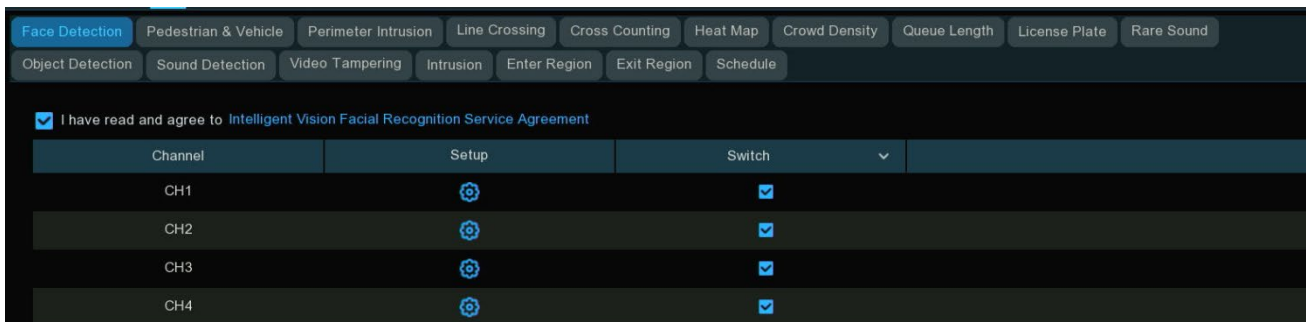 Face Detection Pedestrian & Vehicle Perimeter Intrusion Line Crossing Cross Counting Heat Map Crowd Density Queue Length License Plate Rare Sound
Object Detection Sound Detection Video Tampering Intrusion Enter Region Exit Region Schedule
I have read and agree to Intelligent Vision Facial Recognition Service Agreement
Channel Setup Switch
CH1
CH2
CH3
CH4